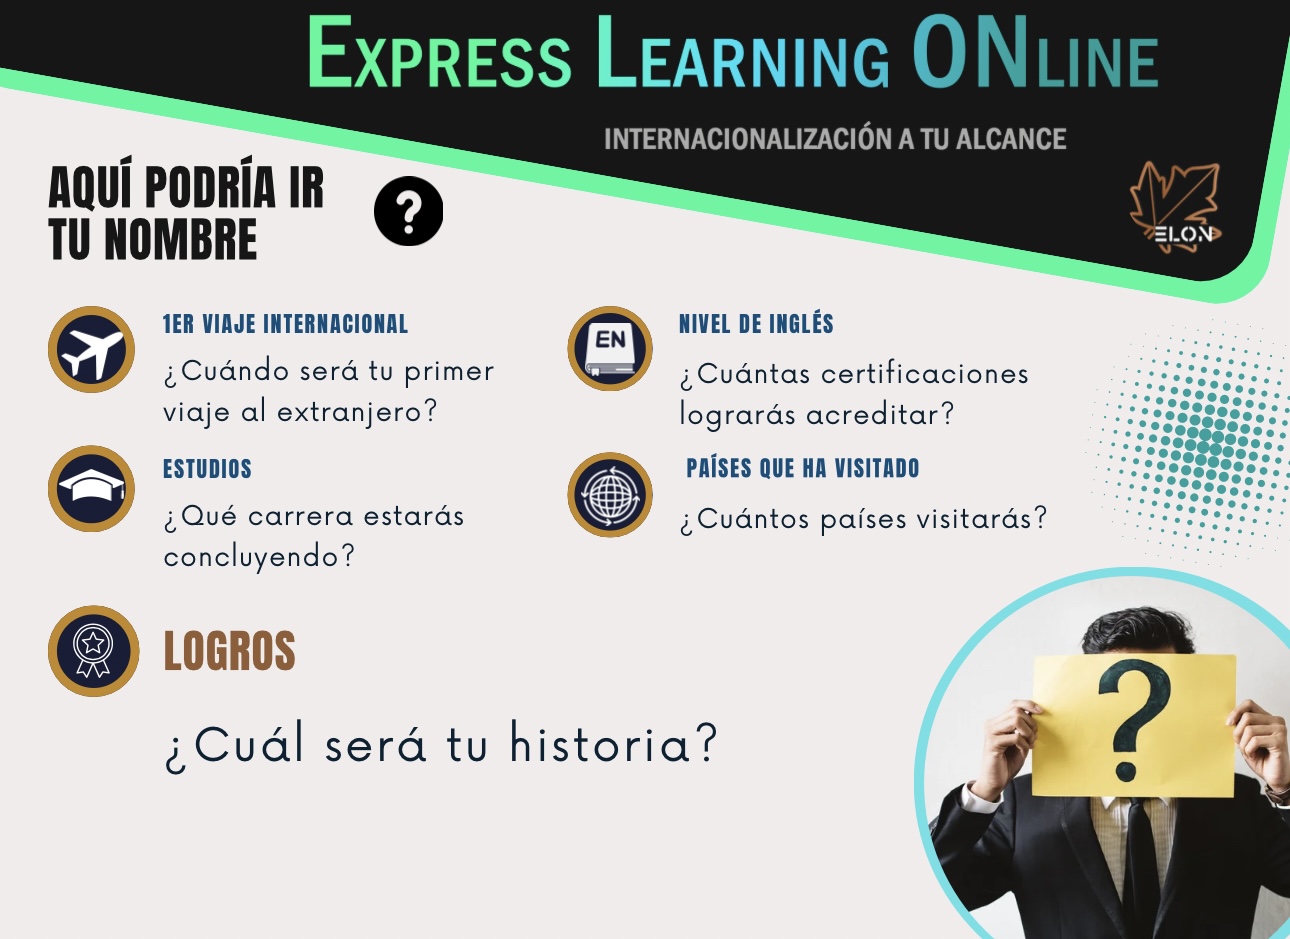 EXPRESS LEARNING ONLINE
INTERNACIONALIZACIÓN A TU ALCANCE
ELON
AQUÍ PODRÍA IR
TU NOMBRE
?
1ER VIAJE INTERNACIONAL
¿Cuándo será tu primer
viaje al extranjero?
EN
NIVEL DE INGLÉS
¿Cuántas certificaciones
lograrás acreditar?
ESTUDIOS
¿Qué carrera estarás
concluyendo?
PAÍSES QUE HA VISITADO
¿Cuántos países visitarás?
LOGROS
¿Cuál será tu historia?
?